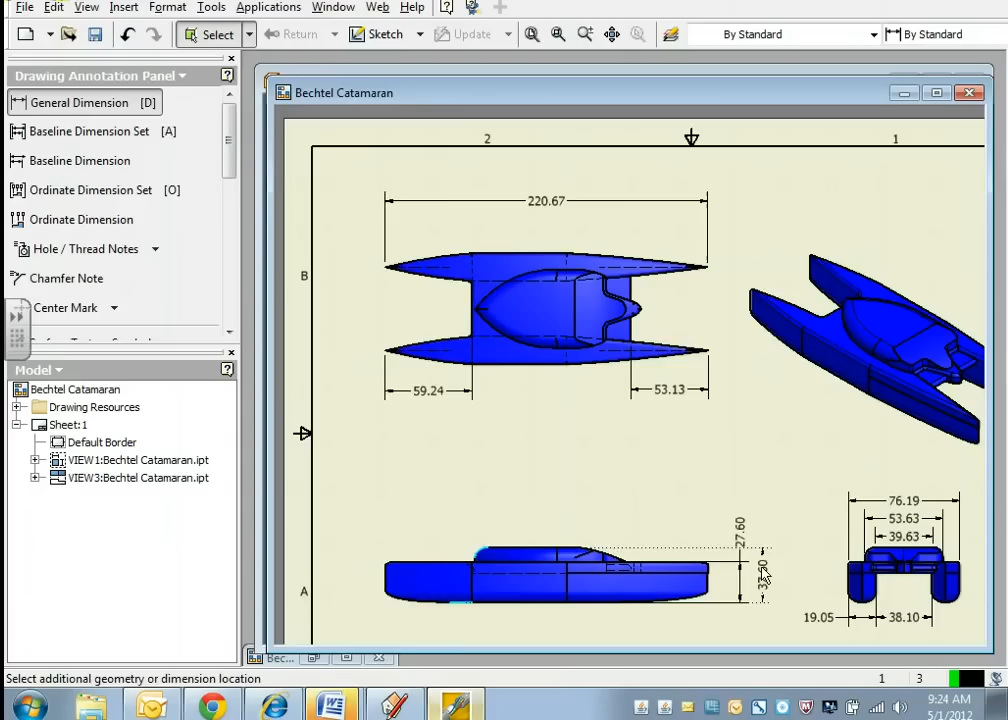 File Edit View Insert Format Tools Applications Window Web Help
Select Return Sketch Update By Standard By Standard
Drawing Annotation Panel
General Dimension [D]
Baseline Dimension Set [A]
Baseline Dimension
Ordinate Dimension Set [O]
Ordinate Dimension
Hole / Thread Notes
Chamfer Note
Center Mark
Model
Bechtel Catamaran
Drawing Resources
Sheet:1
Default Border
VIEW1:Bechtel Catamaran.ipt
VIEW3:Bechtel Catamaran.ipt
Bechtel Catamaran
2 1
220.67
B
59.24 53.13
A
27.60
76.19
53.63
39.63
19.05 38.10
Bec...
Select additional geometry or dimension location 1 3
9:24 AM
5/1/2012